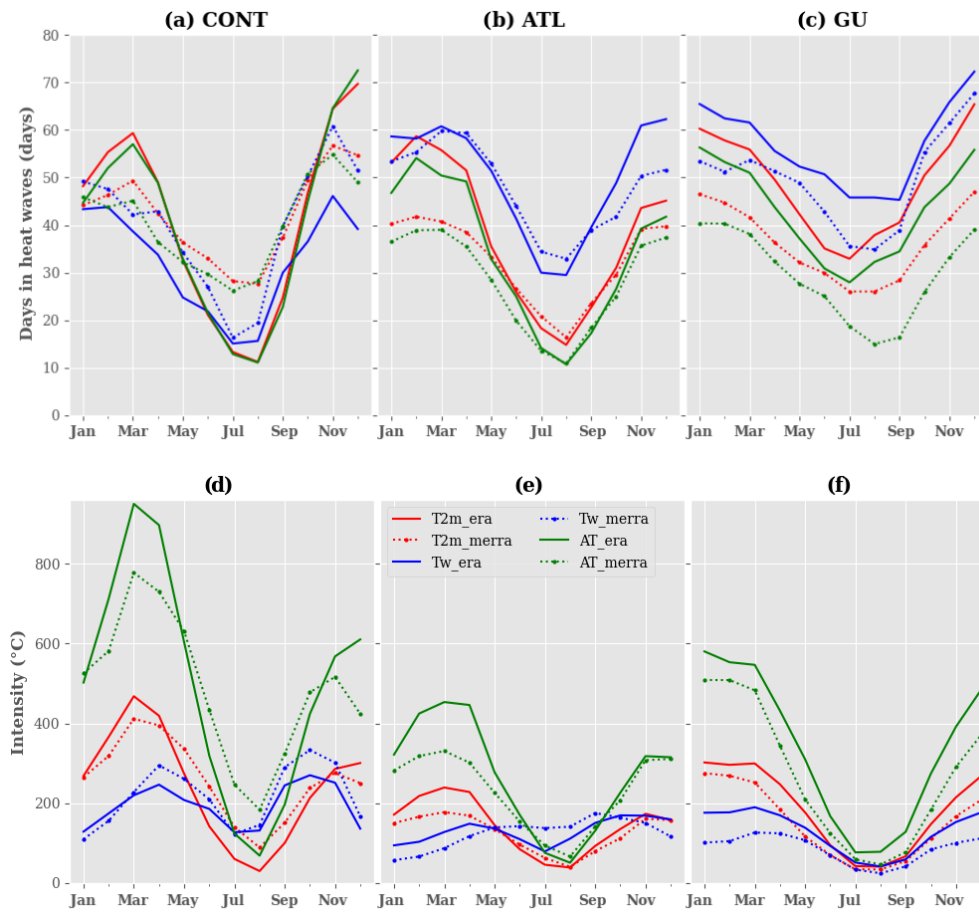 (a) CONT
(b) ATL
(c) GU
Days in heat waves (days)
80
70
60
50
40
30
20
10
0
Jan Mar May Jul Sep Nov
Jan Mar May Jul Sep Nov
Jan Mar May Jul Sep Nov
(d)
(e)
(f)
Intensity (°C)
800
600
400
200
0
T2m_era
T2m_merra
Tw_era
Tw_merra
AT_era
AT_merra
Jan Mar May Jul Sep Nov
Jan Mar May Jul Sep Nov
Jan Mar May Jul Sep Nov